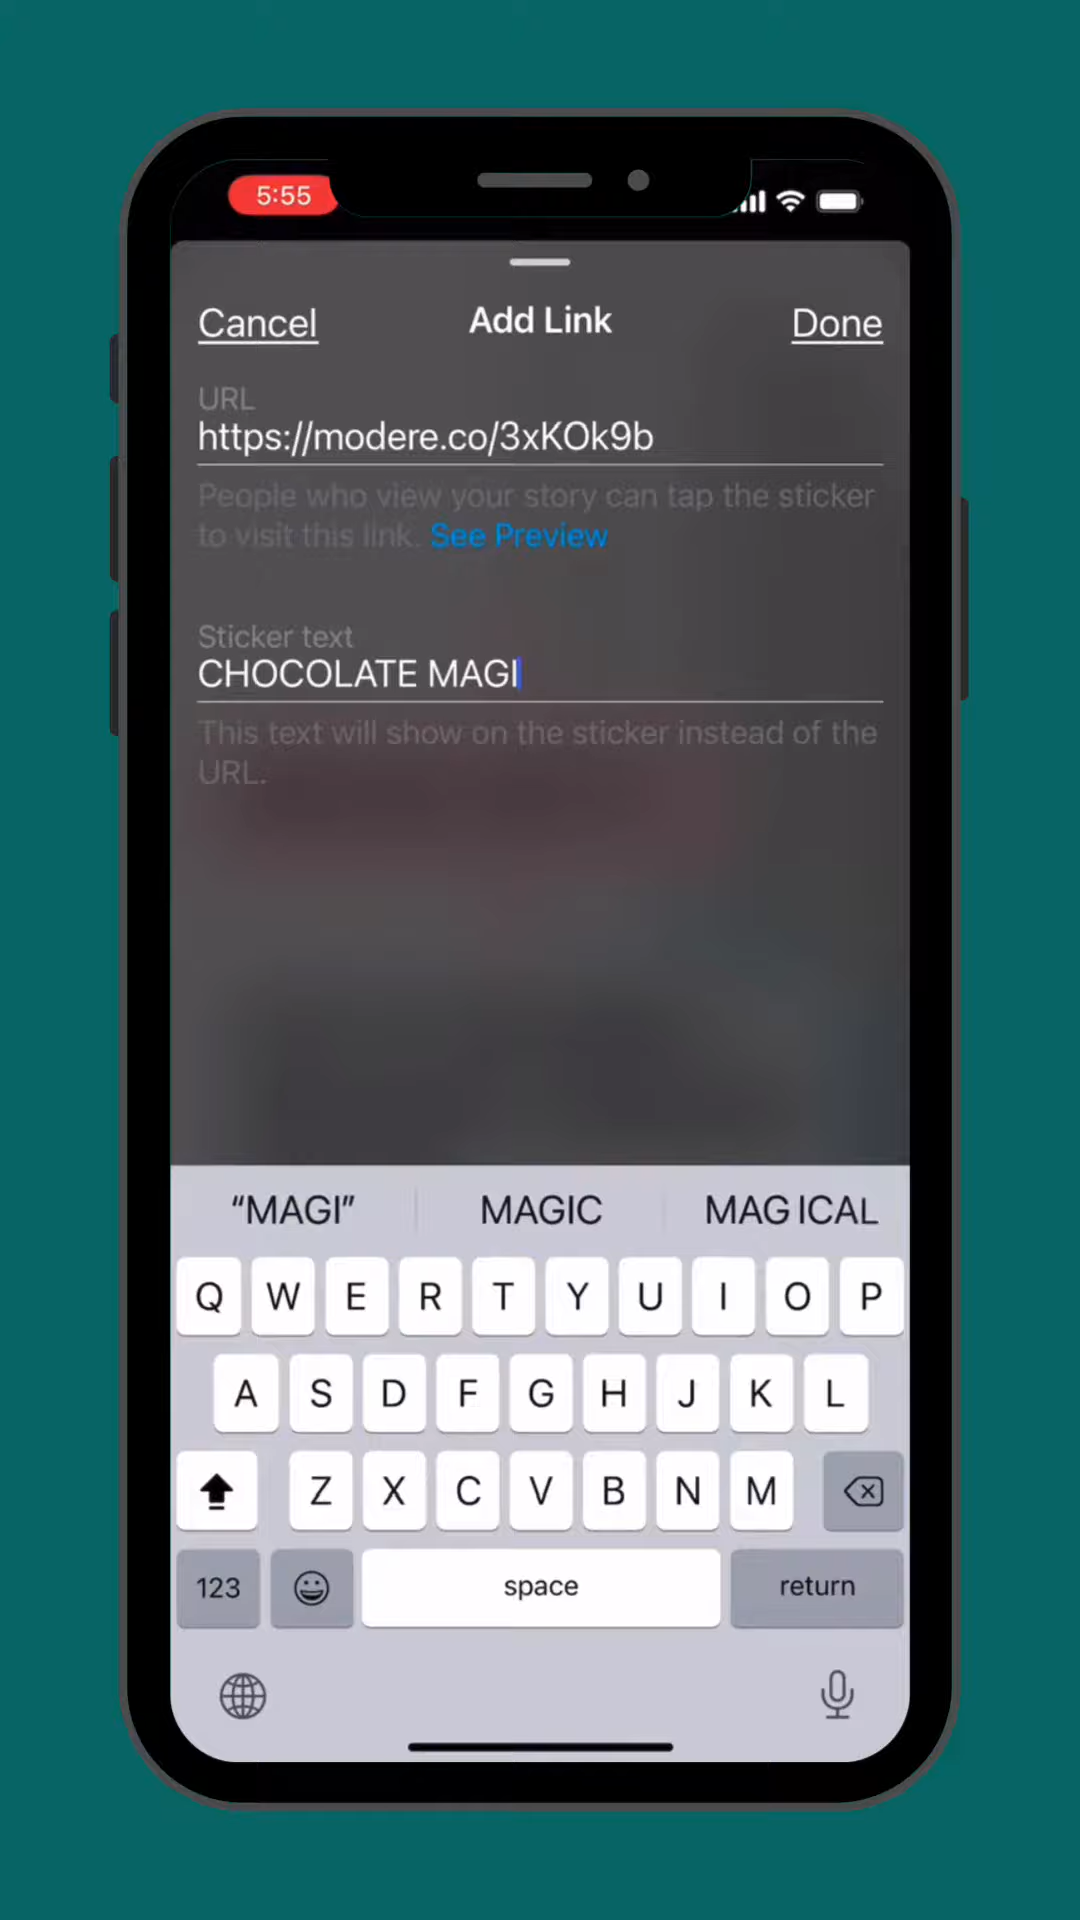 5:55
Cancel Add Link Done
URL
https://modere.co/3xKOk9b
People who view your story can tap the sticker
to visit this link. See Preview
Sticker text
CHOCOLATE MAGI
This text will show on the sticker instead of the
URL.
“MAGI” MAGIC MAGICAL
Q W E R T Y U I O P
A S D F G H J K L
Z X C V B N M
123 space return